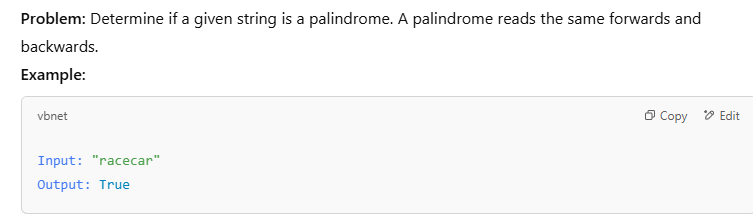 Problem: Determine if a given string is a palindrome. A palindrome reads the same forwards and
backwards.
Example:
vbnet
Copy
Edit
Input: "racecar"
Output: True